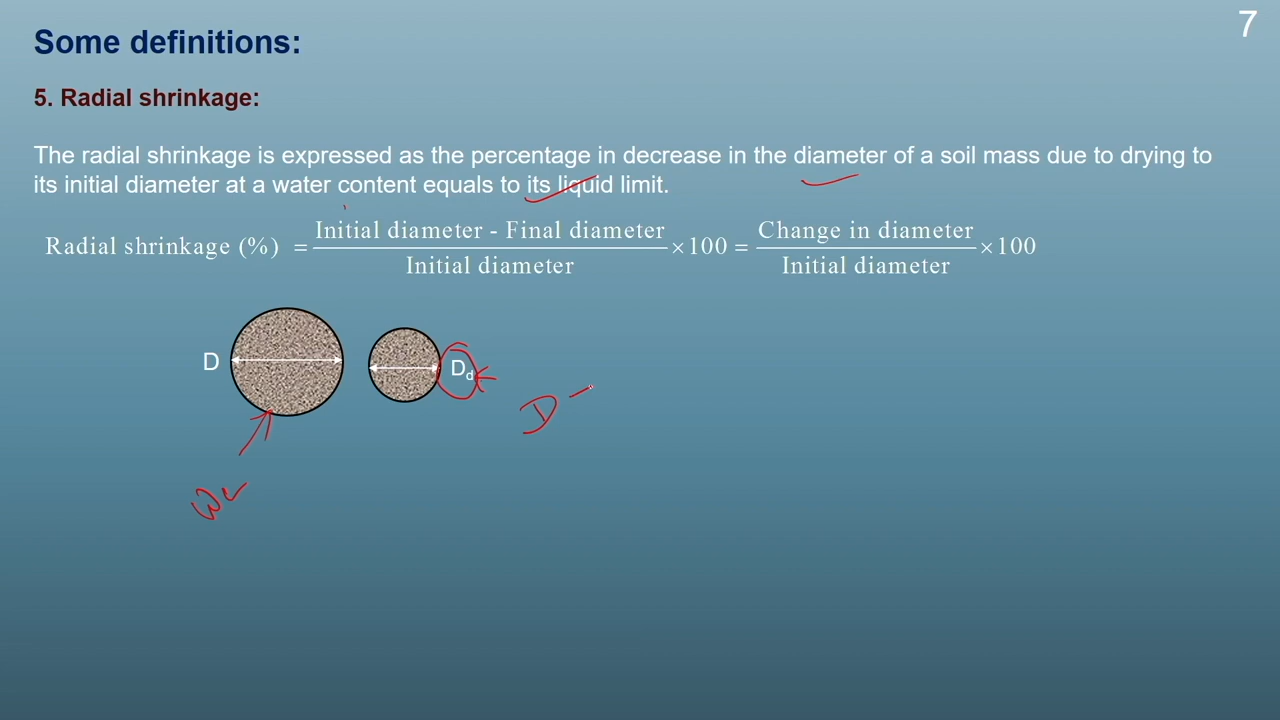 7
Some definitions:
5. Radial shrinkage:
The radial shrinkage is expressed as the percentage in decrease in the diameter of a soil mass due to drying to
its initial diameter at a water content equals to its liquid limit.
Radial shrinkage (%) = Initial diameter - Final diameter / Initial diameter ×100 = Change in diameter / Initial diameter ×100
D
Dd
D -